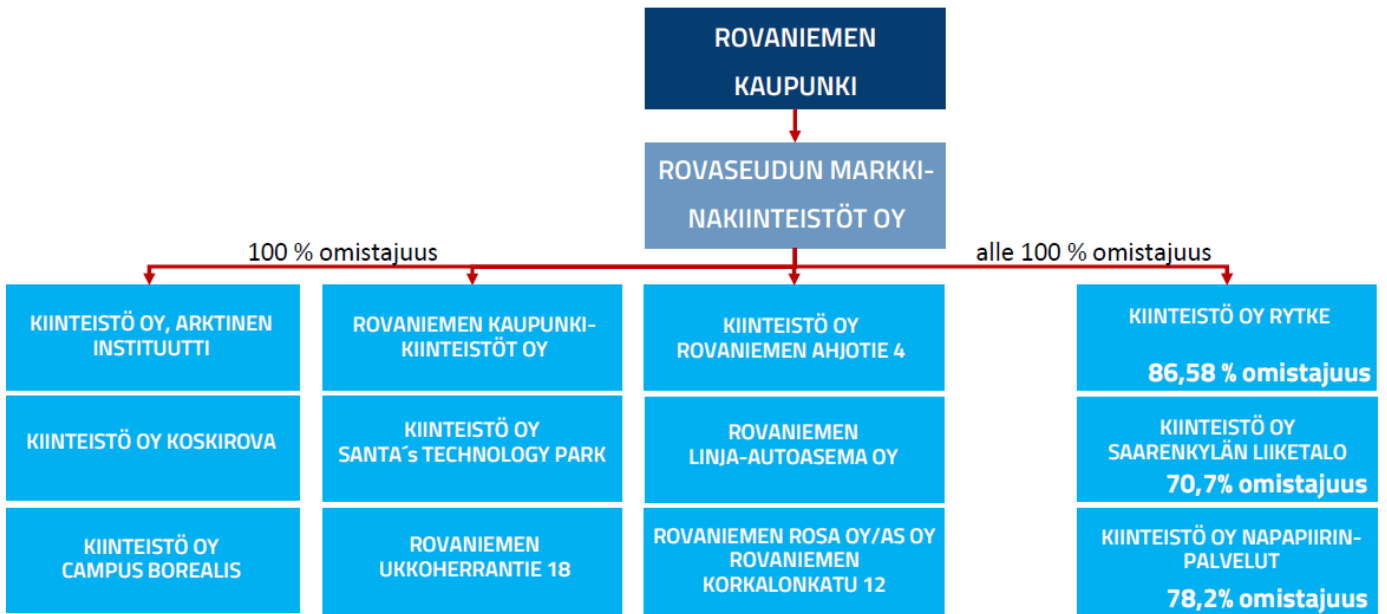 ROVANIEMEN
KAUPUNKI
ROVASEUDUN MARKKI-
NAKIINTEISTÖT OY
100 % omistajuus
alle 100 % omistajuus
KIINTEISTÖ OY, ARKTINEN
INSTITUUTTI
ROVANIEMEN KAUPUNKI-
KIINTEISTÖT OY
KIINTEISTÖ OY
ROVANIEMEN AHJOTIE 4
KIINTEISTÖ OY RYTKE
86,58 % omistajuus
KIINTEISTÖ OY KOSKIROVA
KIINTEISTÖ OY
SANTA´s TECHNOLOGY PARK
ROVANIEMEN
LINJA-AUTOASEMA OY
KIINTEISTÖ OY
SAARENKYLÄN LIIKETALO
70,7% omistajuus
KIINTEISTÖ OY
CAMPUS BOREALIS
ROVANIEMEN
UKKOHERRANTIE 18
ROVANIEMEN ROSA OY/AS OY
ROVANIEMEN
KORKALONKATU 12
KIINTEISTÖ OY NAPAPIIRIN-
PALVELUT
78,2% omistajuus